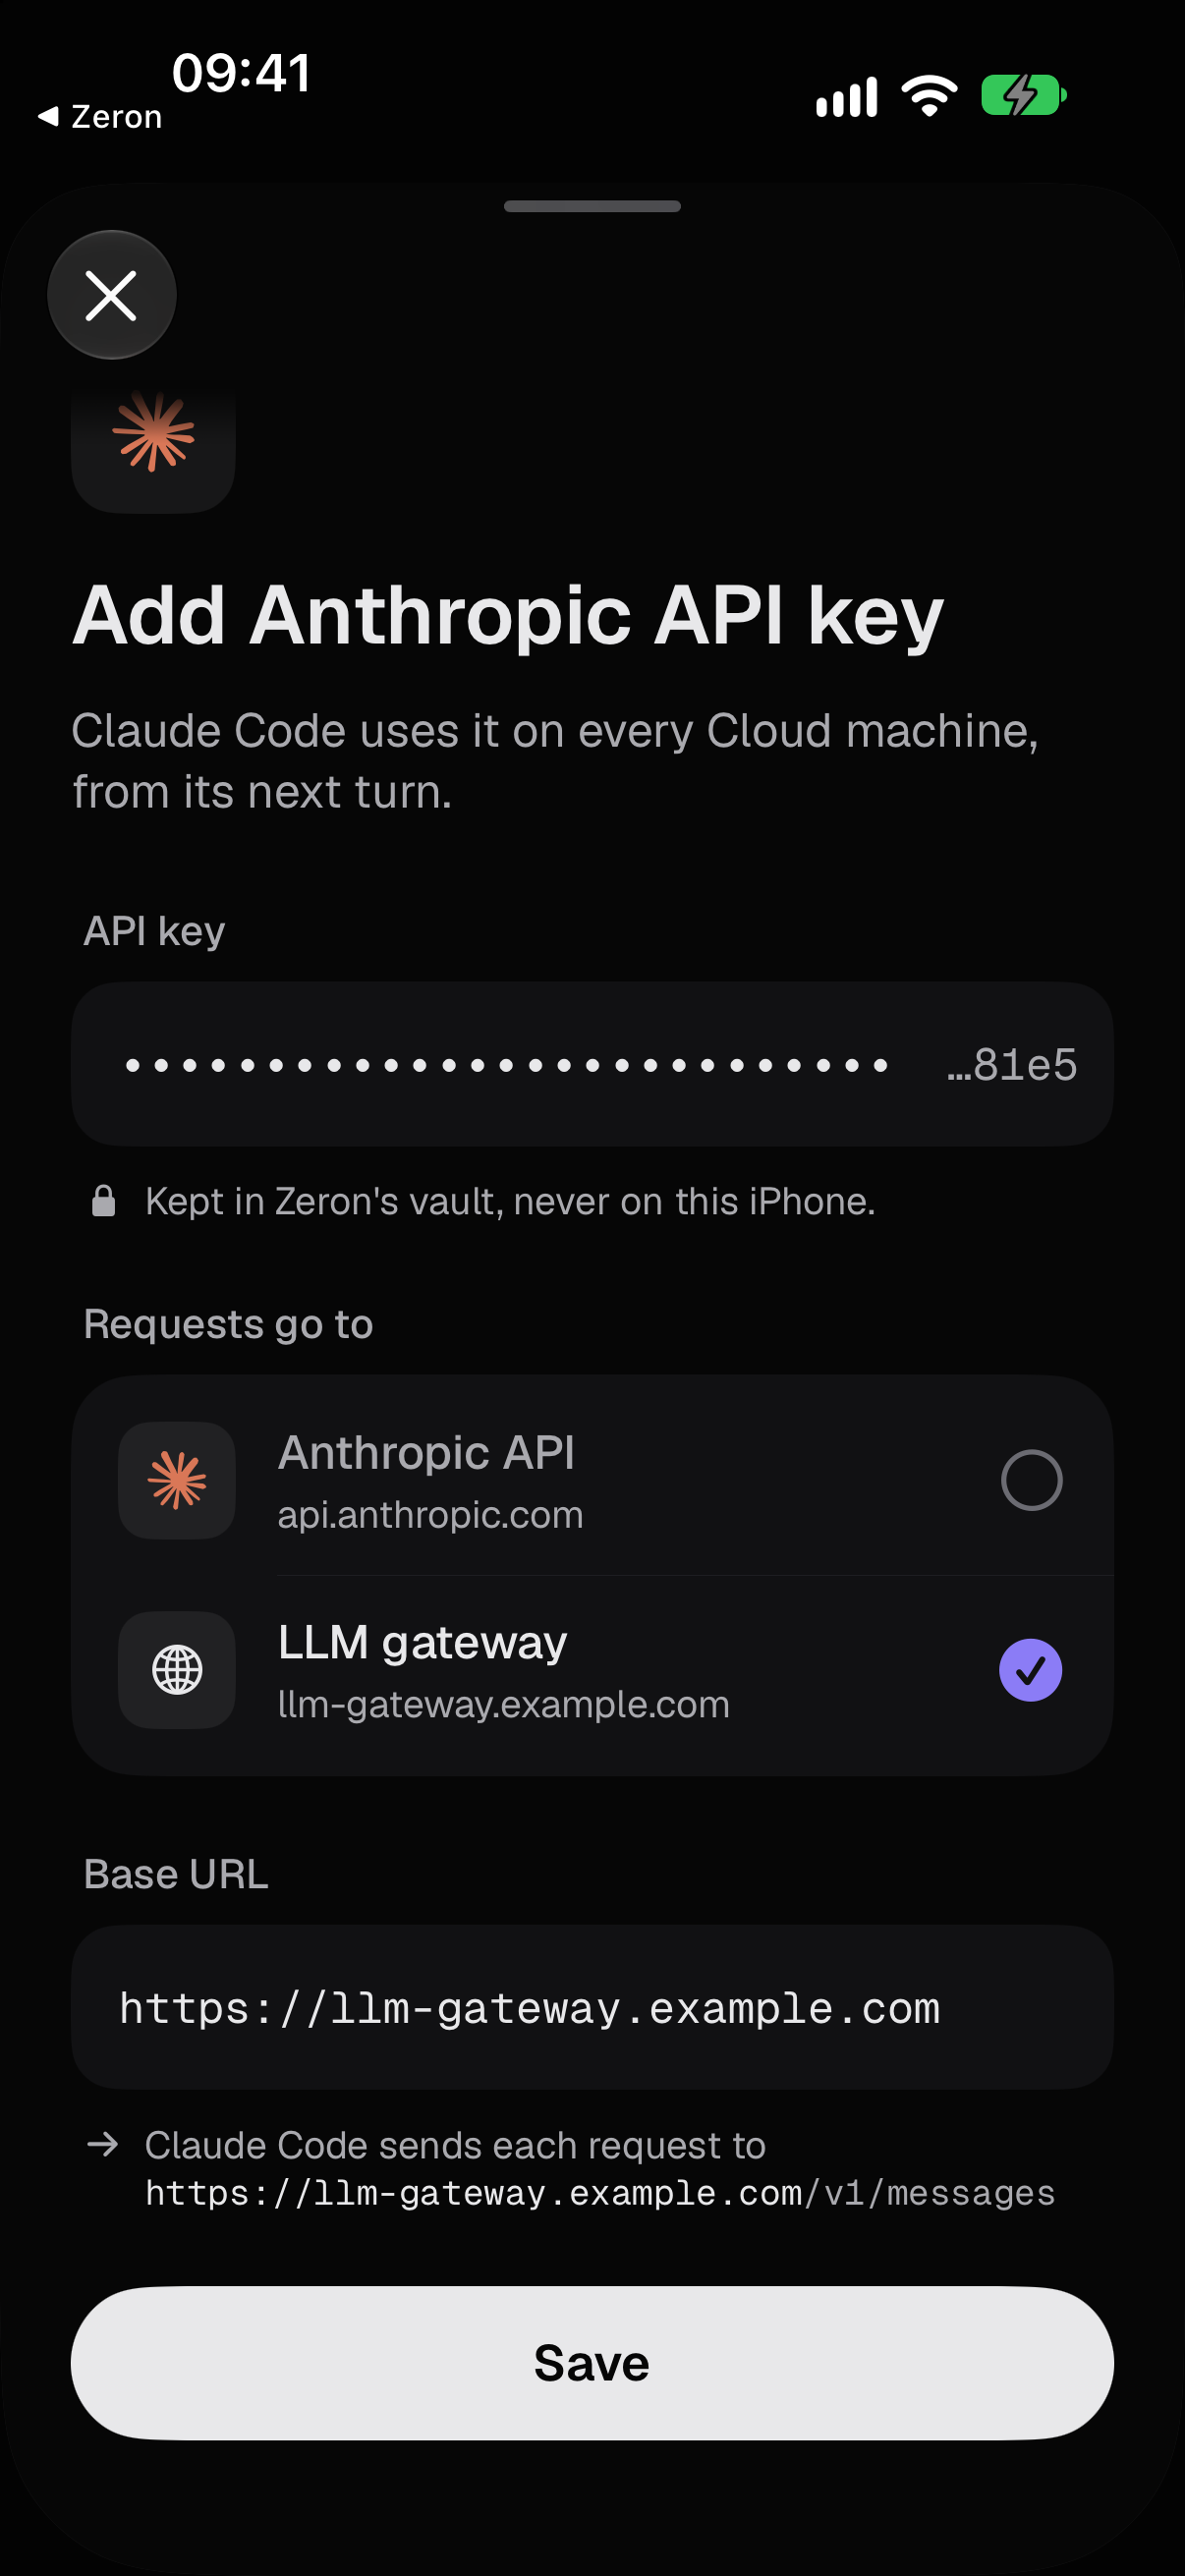 09:41
Zeron
Add Anthropic API key
Claude Code uses it on every Cloud machine,
from its next turn.
API key
…81e5
Kept in Zeron's vault, never on this iPhone.
Requests go to
Anthropic API
api.anthropic.com
LLM gateway
llm-gateway.example.com
Base URL
https://llm-gateway.example.com
Claude Code sends each request to
https://llm-gateway.example.com/v1/messages
Save